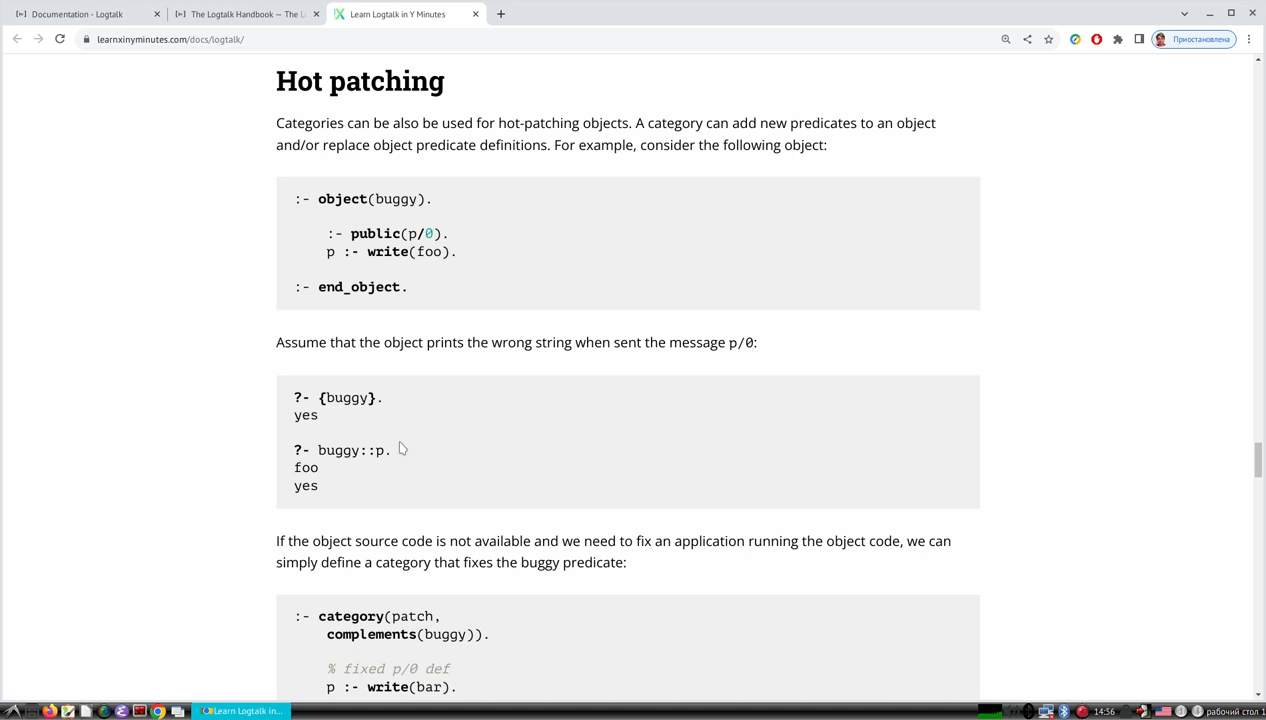 Documentation - Logtalk
The Logtalk Handbook — The L
Learn Logtalk in Y Minutes
learnxinyminutes.com/docs/logtalk/
Приостановлена
Hot patching
Categories can be also be used for hot-patching objects. A category can add new predicates to an object
and/or replace object predicate definitions. For example, consider the following object:
:- object(buggy).
:- public(p/0).
p :- write(foo).
:- end_object.
Assume that the object prints the wrong string when sent the message p/0:
?- {buggy}.
yes
?- buggy::p.
foo
yes
If the object source code is not available and we need to fix an application running the object code, we can
simply define a category that fixes the buggy predicate:
:- category(patch,
complements(buggy)).
% fixed p/0 def
p :- write(bar).
Learn Logtalk in...
14:56
рабочий стол 1